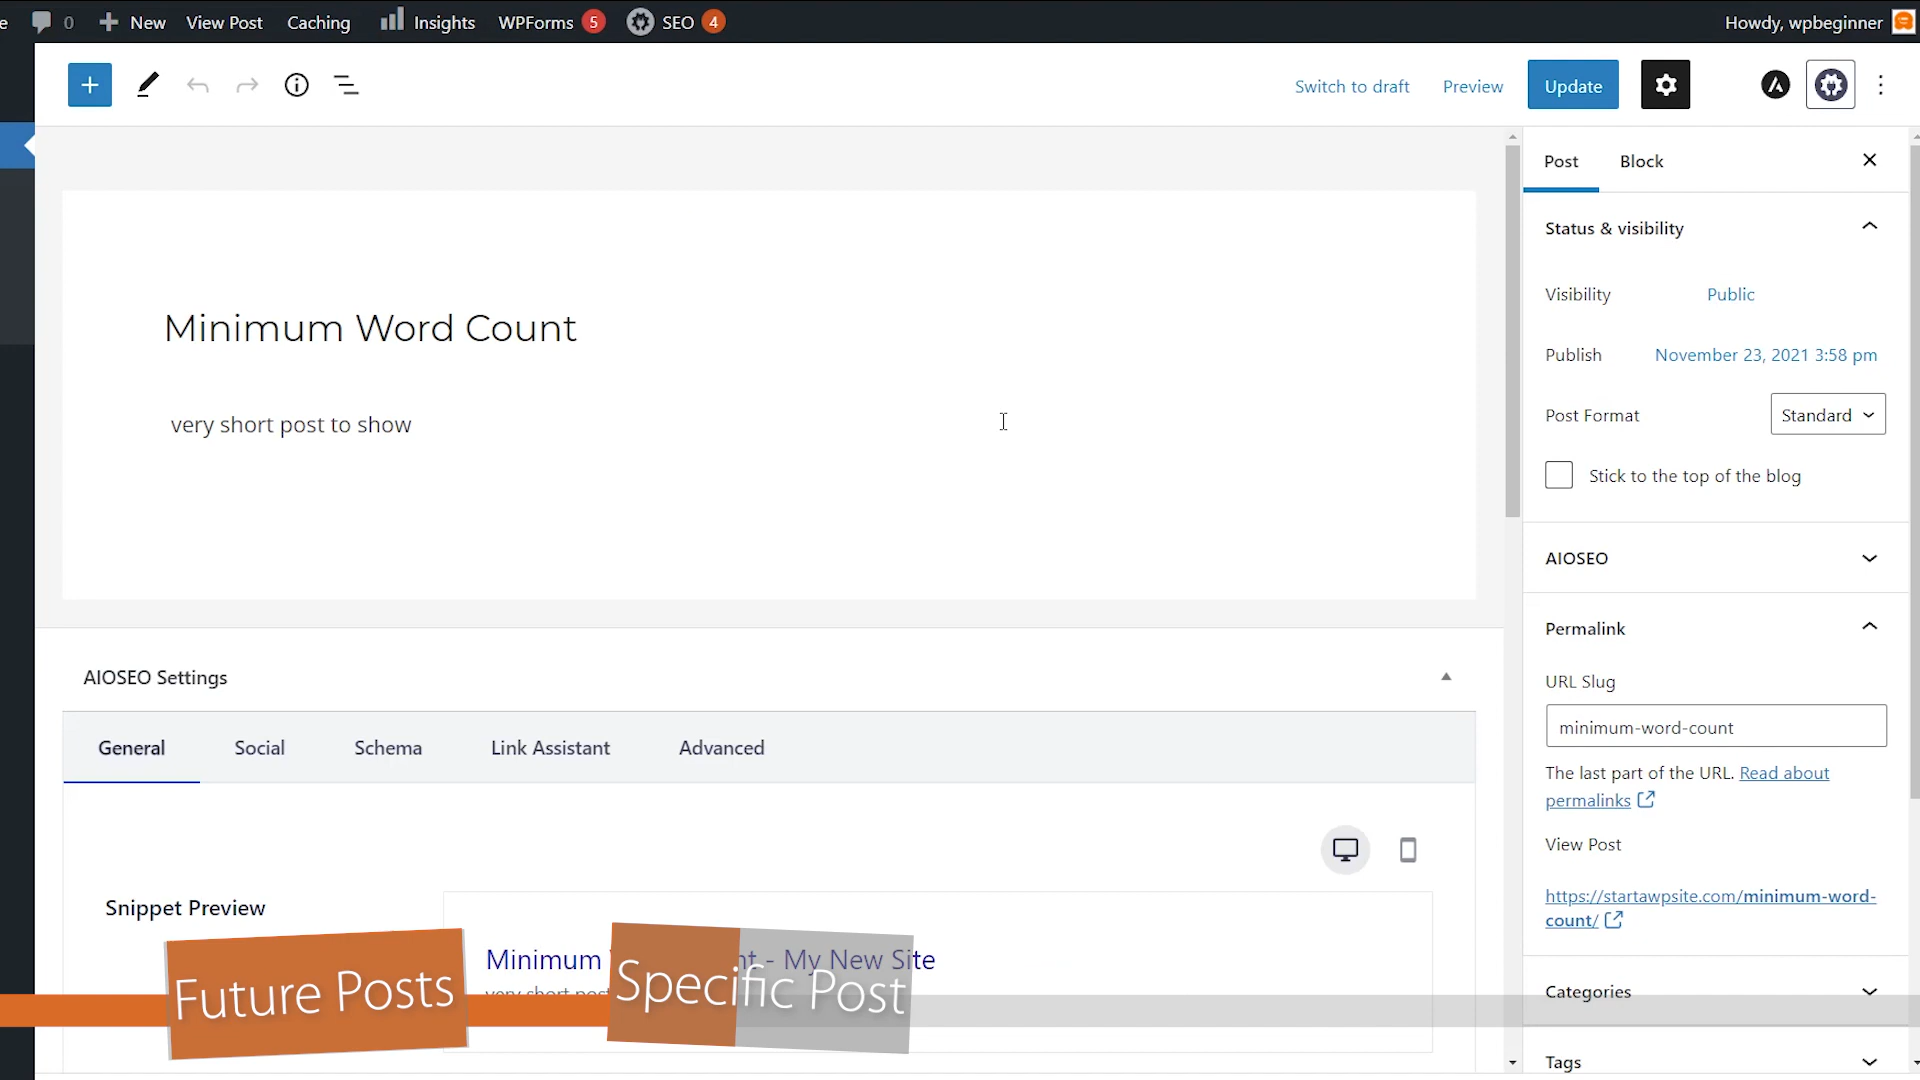 e 0 New View Post Caching Insights WPForms 5 SEO 4 Howdy, wpbeginner
Switch to draft Preview Update
Post Block
Status & visibility
Visibility Public
Publish November 23, 2021 3:58 pm
Post Format Standard
Stick to the top of the blog
AIOSEO
Permalink
URL Slug
minimum-word-count
The last part of the URL. Read about
permalinks
View Post
https://startawpsite.com/minimum-word-
count/
Categories
Tags
Minimum Word Count
very short post to show
AIOSEO Settings
General Social Schema Link Assistant Advanced
Snippet Preview
Minimum nt - My New Site
very short post
Future Posts
Specific Post